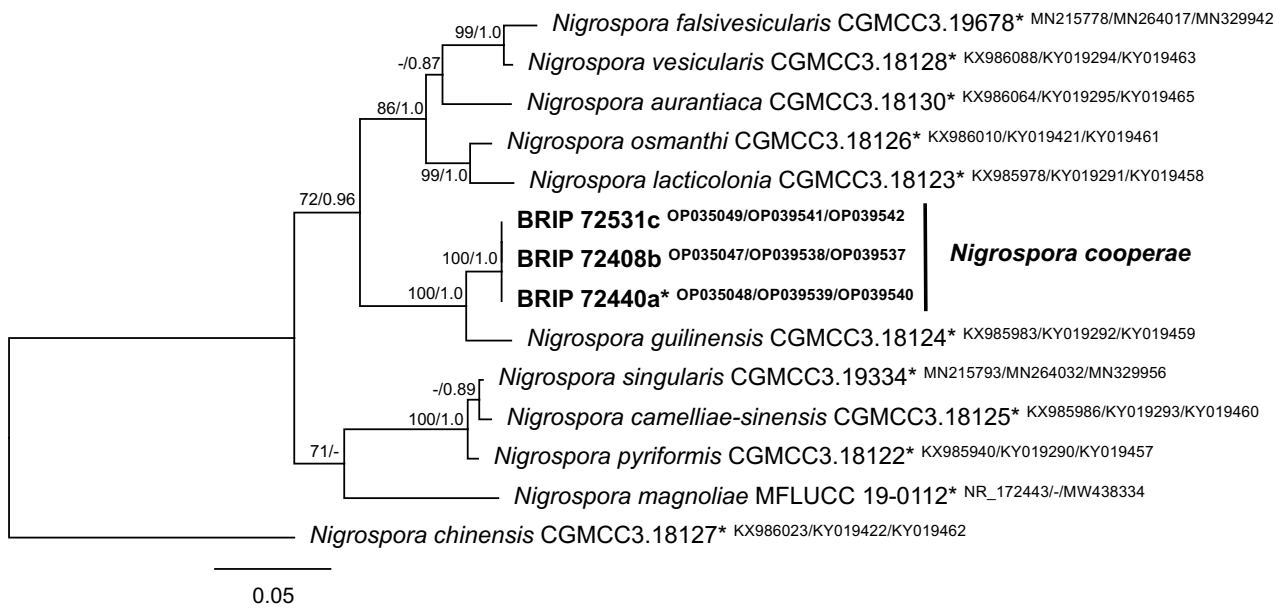 Nigrospora falsivesicularis CGMCC3.19678* MN215778/MN264017/MN329942
99/1.0
Nigrospora vesicularis CGMCC3.18128* KX986088/KY019294/KY019463
-/0.87
Nigrospora aurantiaca CGMCC3.18130* KX986064/KY019295/KY019465
86/1.0
Nigrospora osmanthi CGMCC3.18126* KX986010/KY019421/KY019461
99/1.0
Nigrospora lacticolonia CGMCC3.18123* KX985978/KY019291/KY019458
72/0.96
BRIP 72531c OP035049/OP039541/OP039542
100/1.0
BRIP 72408b OP035047/OP039538/OP039537
Nigrospora cooperae
BRIP 72440a* OP035048/OP039539/OP039540
100/1.0
Nigrospora guilinensis CGMCC3.18124* KX985983/KY019292/KY019459
Nigrospora singularis CGMCC3.19334* MN215793/MN264032/MN329956
-/0.89
Nigrospora camelliae-sinensis CGMCC3.18125* KX985986/KY019293/KY019460
100/1.0
Nigrospora pyriformis CGMCC3.18122* KX985940/KY019290/KY019457
71/-
Nigrospora magnoliae MFLUCC 19-0112* NR_172443/-/MW438334
Nigrospora chinensis CGMCC3.18127* KX986023/KY019422/KY019462
0.05